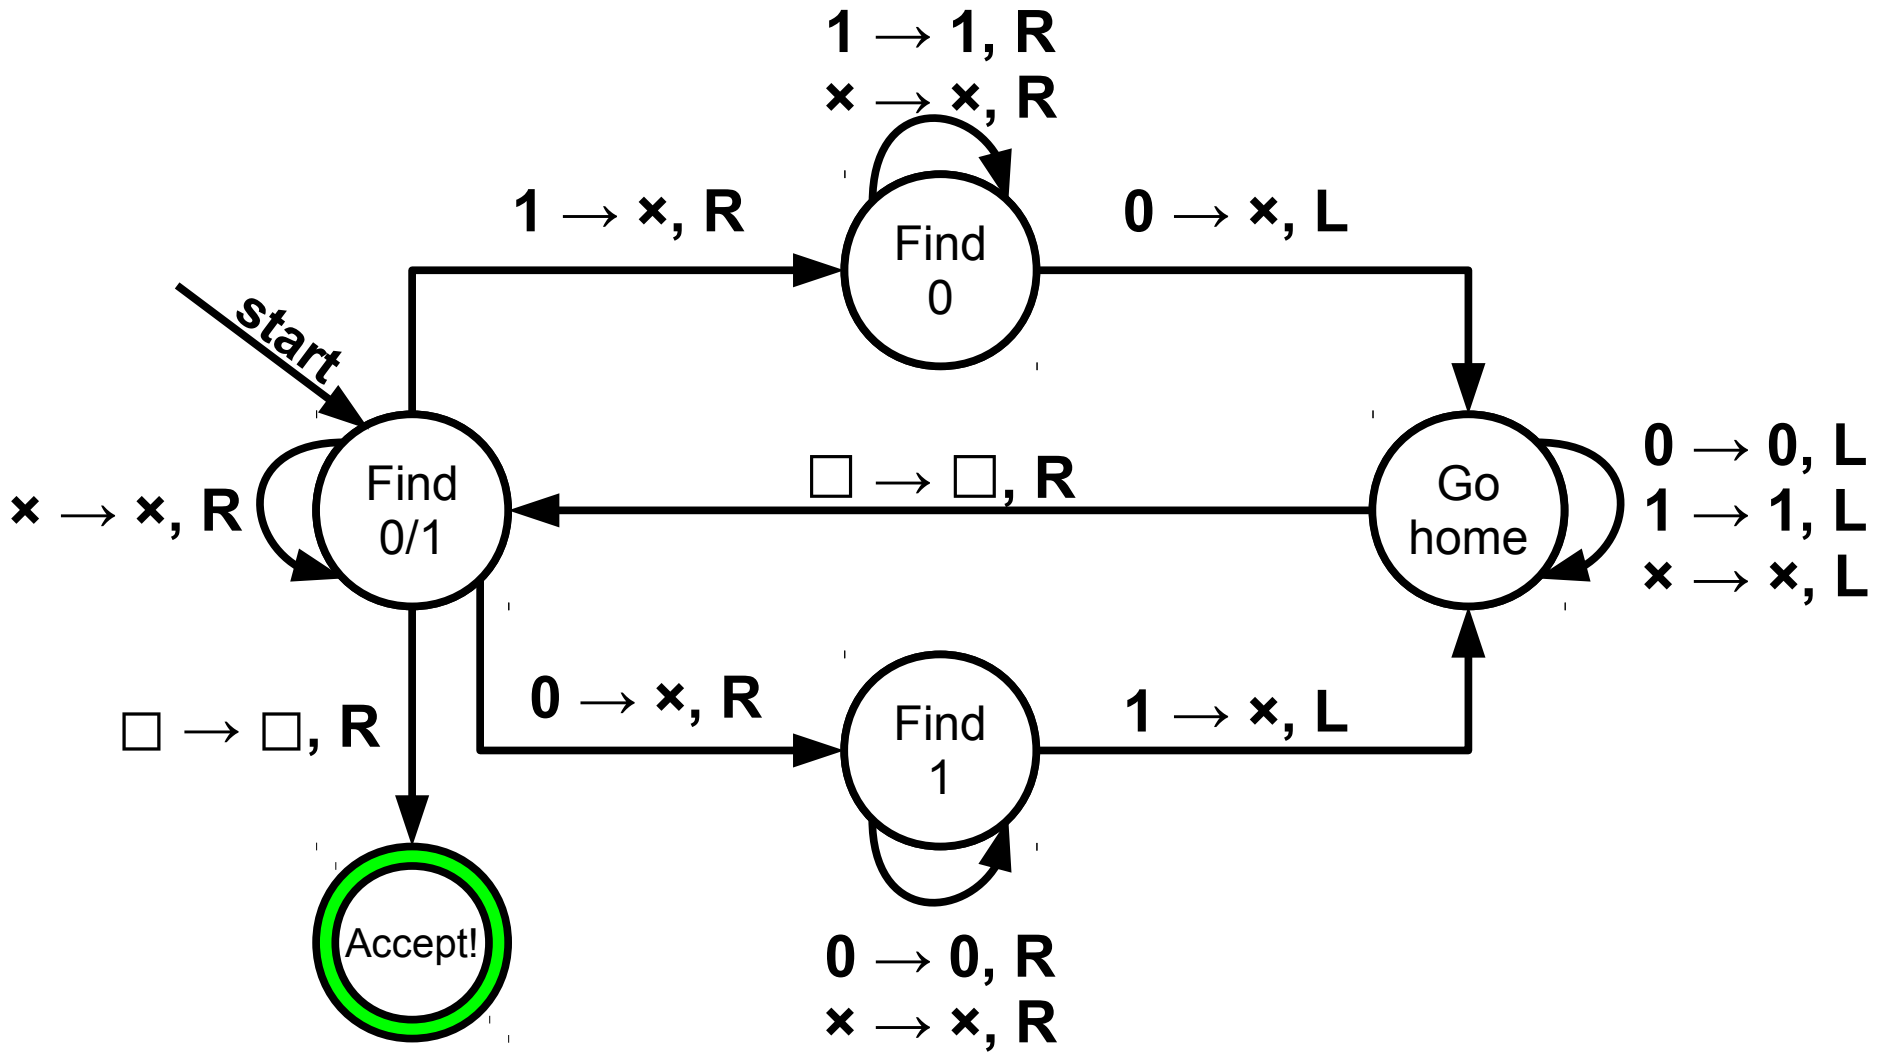 1 → 1, R
× → ×, R
1 → ×, R
0 → ×, L
Find
0
start
Find
0/1
× → ×, R
□ → □, R
Go
home
0 → 0, L
1 → 1, L
× → ×, L
□ → □, R
0 → ×, R
Find
1
1 → ×, L
Accept!
0 → 0, R
× → ×, R